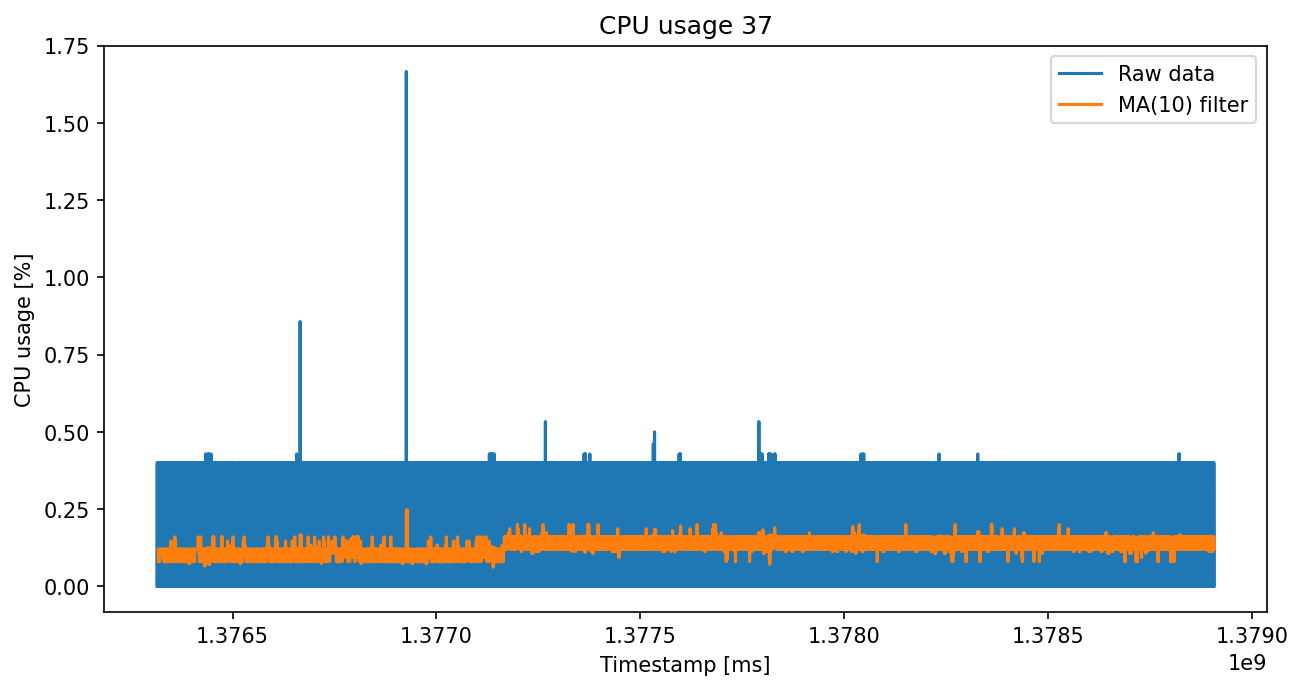 CPU usage 37
1.75
1.50
1.25
1.00
0.75
0.50
0.25
0.00
CPU usage [%]
Raw data
MA(10) filter
1.3765 1.3770 1.3775 1.3780 1.3785 1.3790
1e9
Timestamp [ms]